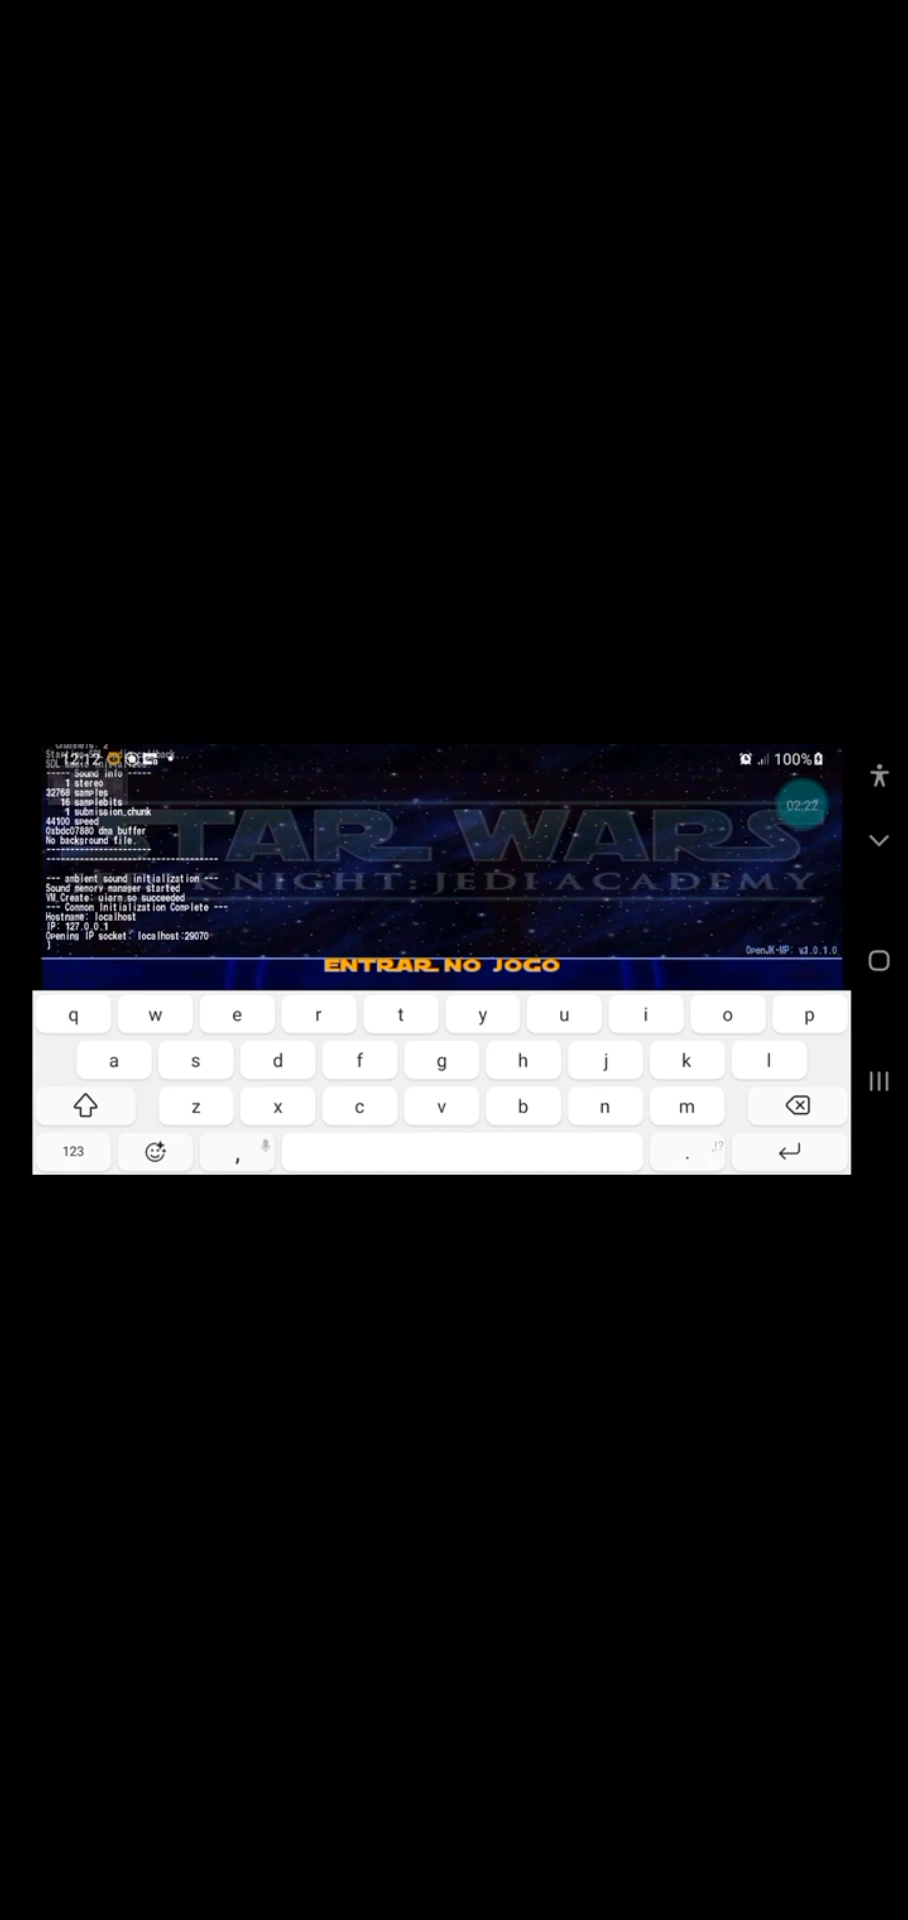 Channels: 2
12:12
100%
----- Sound Info -----
1 stereo
32768 samples
16 samplebits
1 submission_chunk
44100 speed
0xbdc07880 dma buffer
No background file.
----------------------
------------------------------------
02:22
STAR WARS
KNIGHT: JEDI ACADEMY
--- ambient sound initialization ---
Sound memory manager started
VM_Create: uiarm.so succeeded
--- Common Initialization Complete ---
Hostname: localhost
IP: 127.0.0.1
Opening IP socket: localhost:29070
]
OpenJK-MP: v1.0.1.0
ENTRAR NO JOGO
q w e r t y u i o p
a s d f g h j k l
z x c v b n m
123 , . ,!?